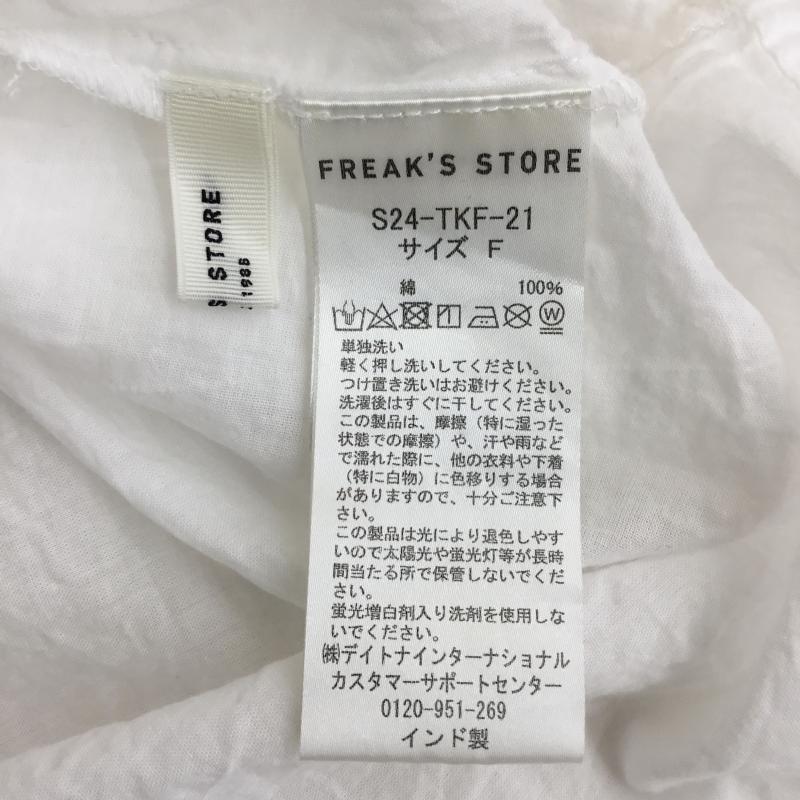 S STORE
1986
FREAK'S STORE
S24-TKF-21
サイズ F
綿 100%
単独洗い
軽く押し洗いしてください。
つけ置き洗いはお避けください。
洗濯後はすぐに干してください。
この製品は、摩擦（特に湿った
状態での摩擦）や、汗や雨など
で濡れた際に、他の衣料や下着
（特に白物）に色移りする場合
がありますので、十分ご注意下
さい。
この製品は光により退色しやす
いので太陽光や蛍光灯等が長時
間当たる所で保管しないでくだ
さい。
蛍光増白剤入り洗剤を使用しな
いでください。
㈱デイトナインターナショナル
カスタマーサポートセンター
0120-951-269
インド製